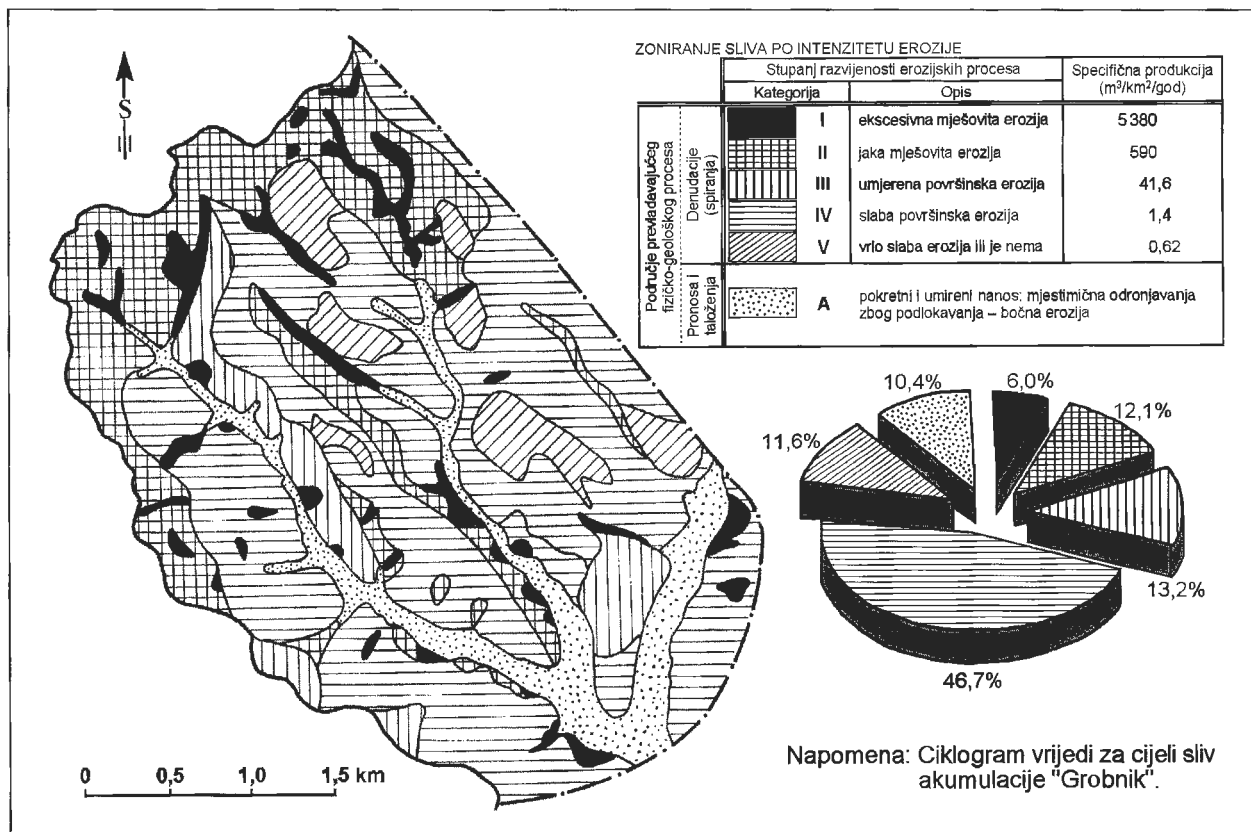 S
ZONIRANJE SLIVA PO INTENZITETU EROZIJE
Stupanj razvijenosti erozijskih procesa
Specifična produkcija
(m³/km²/god)
Kategorija
Opis
Područje prevladavajućeg
fizičko-geološkog procesa
Denudacije
(spiranja)
I ekscesivna mješovita erozija 5380
II jaka mješovita erozija 590
III umjerena površinska erozija 41,6
IV slaba površinska erozija 1,4
V vrlo slaba erozija ili je nema 0,62
Pronosa i
taloženja
A pokretni i umireni nanos; mjestimična odronjavanja
zbog podlokavanja – bočna erozija
10,4%
6,0%
12,1%
11,6%
13,2%
46,7%
0 0,5 1,0 1,5 km
Napomena: Ciklogram vrijedi za cijeli sliv
akumulacije "Grobnik".